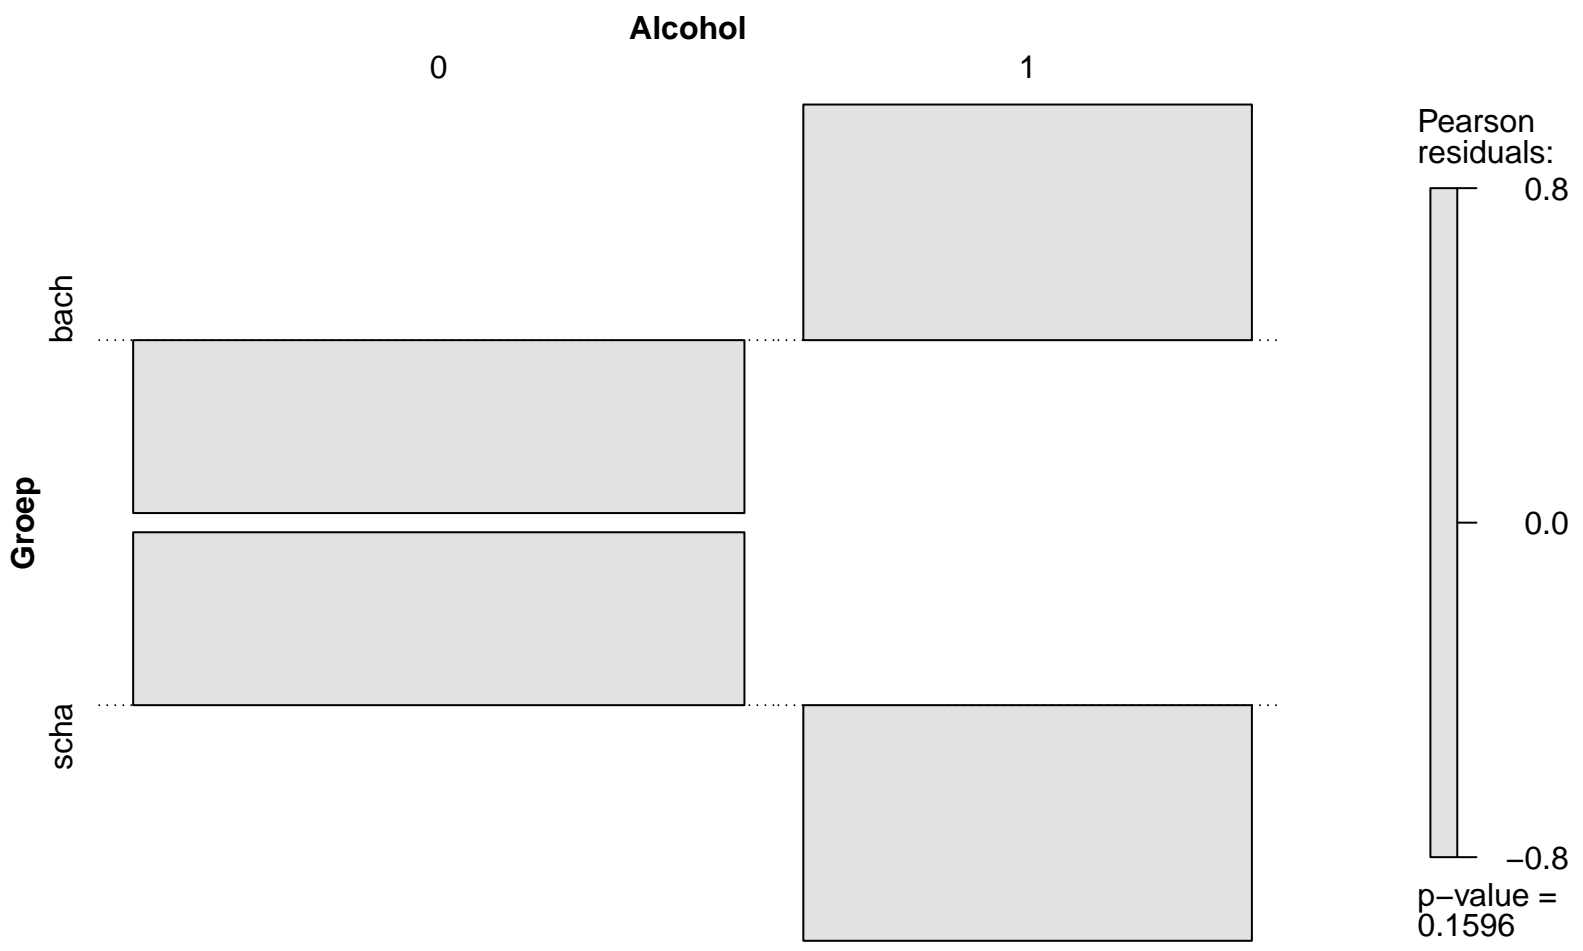 Alcohol
0 1
bach
Groep
scha
Pearson
residuals:
0.8
0.0
−0.8
p−value =
0.1596